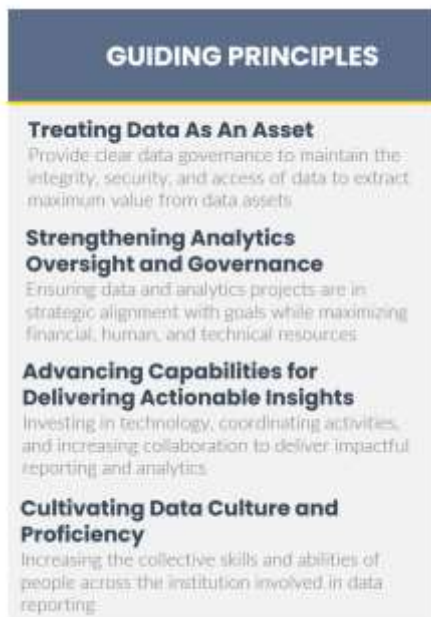 GUIDING PRINCIPLES
Treating Data As An Asset
Provide clear data governance to maintain the
integrity, security, and access of data to extract
maximum value from data assets
Strengthening Analytics
Oversight and Governance
Ensuring data and analytics projects are in
strategic alignment with goals while maximizing
financial, human, and technical resources
Advancing Capabilities for
Delivering Actionable Insights
Investing in technology, coordinating activities,
and increasing collaboration to deliver impactful
reporting and analytics
Cultivating Data Culture and
Proficiency
Increasing the collective skills and abilities of
people across the institution involved in data
reporting